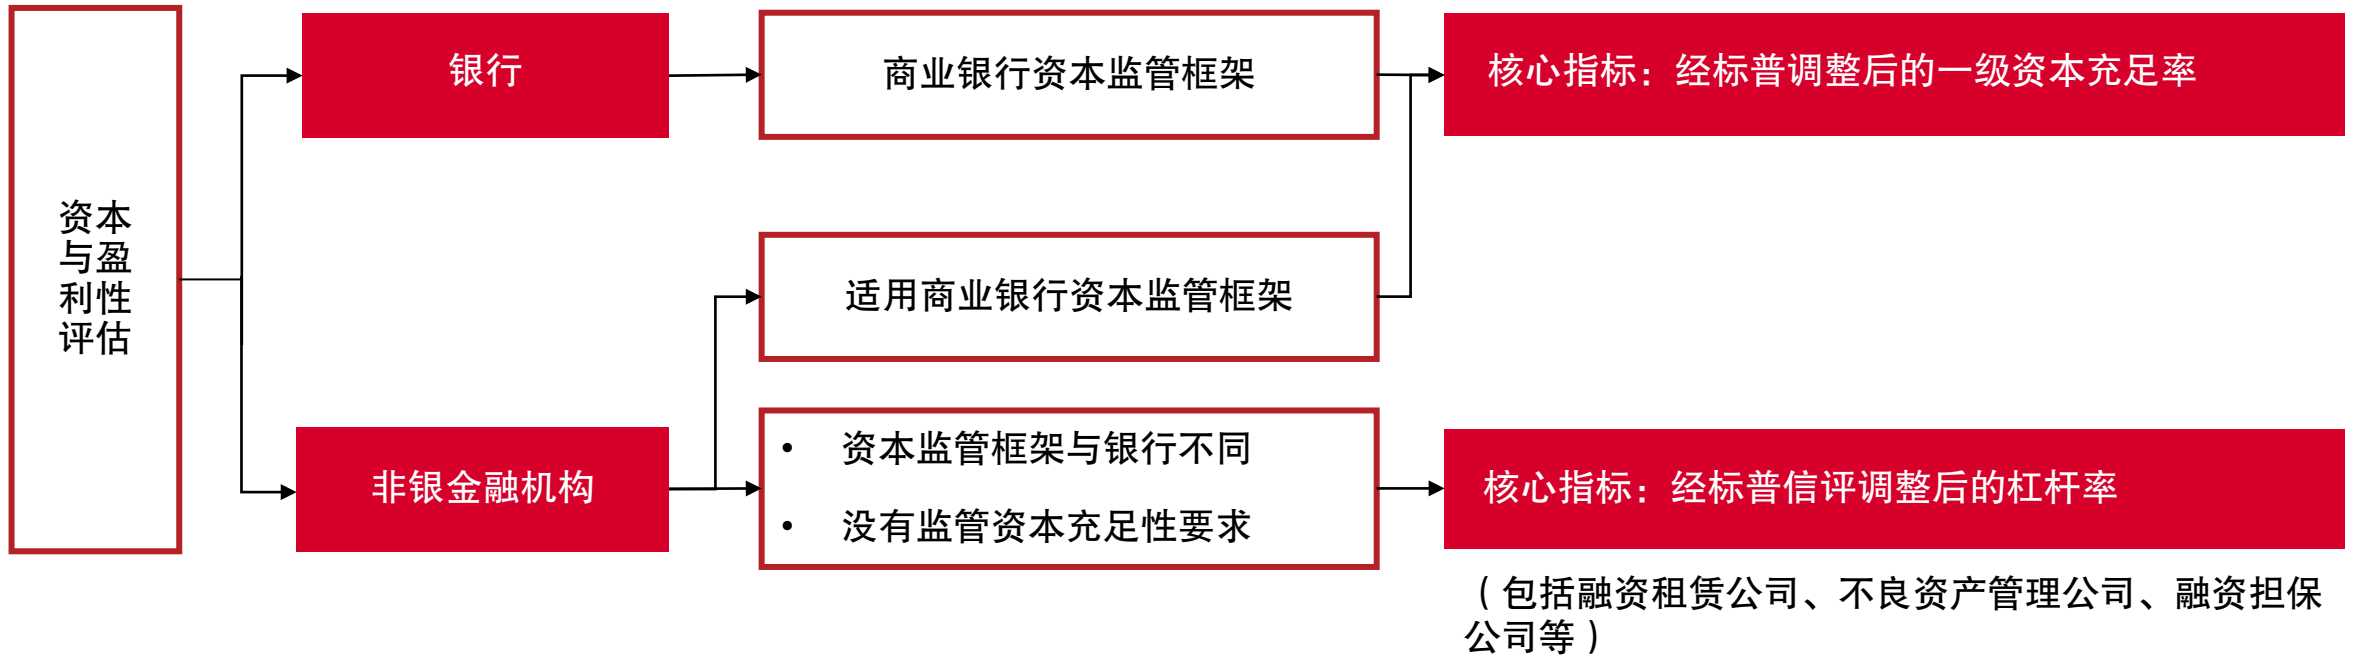 资本
与盈
利性
评估
银行
商业银行资本监管框架
核心指标：经标普调整后的一级资本充足率
适用商业银行资本监管框架
非银金融机构
• 资本监管框架与银行不同
• 没有监管资本充足性要求
核心指标：经标普信评调整后的杠杆率
（包括融资租赁公司、不良资产管理公司、融资担保
公司等）